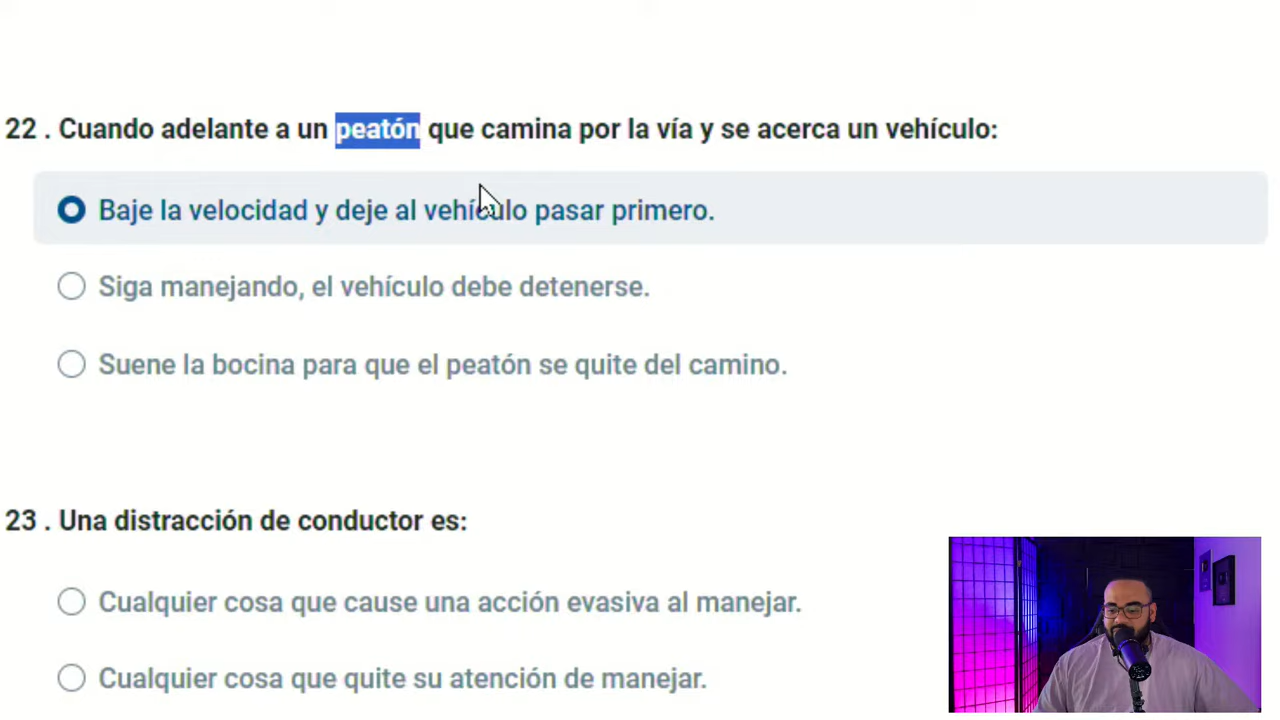 22 . Cuando adelante a un peatón que camina por la vía y se acerca un vehículo:
Baje la velocidad y deje al vehículo pasar primero.
Siga manejando, el vehículo debe detenerse.
Suene la bocina para que el peatón se quite del camino.
23 . Una distracción de conductor es:
Cualquier cosa que cause una acción evasiva al manejar.
Cualquier cosa que quite su atención de manejar.